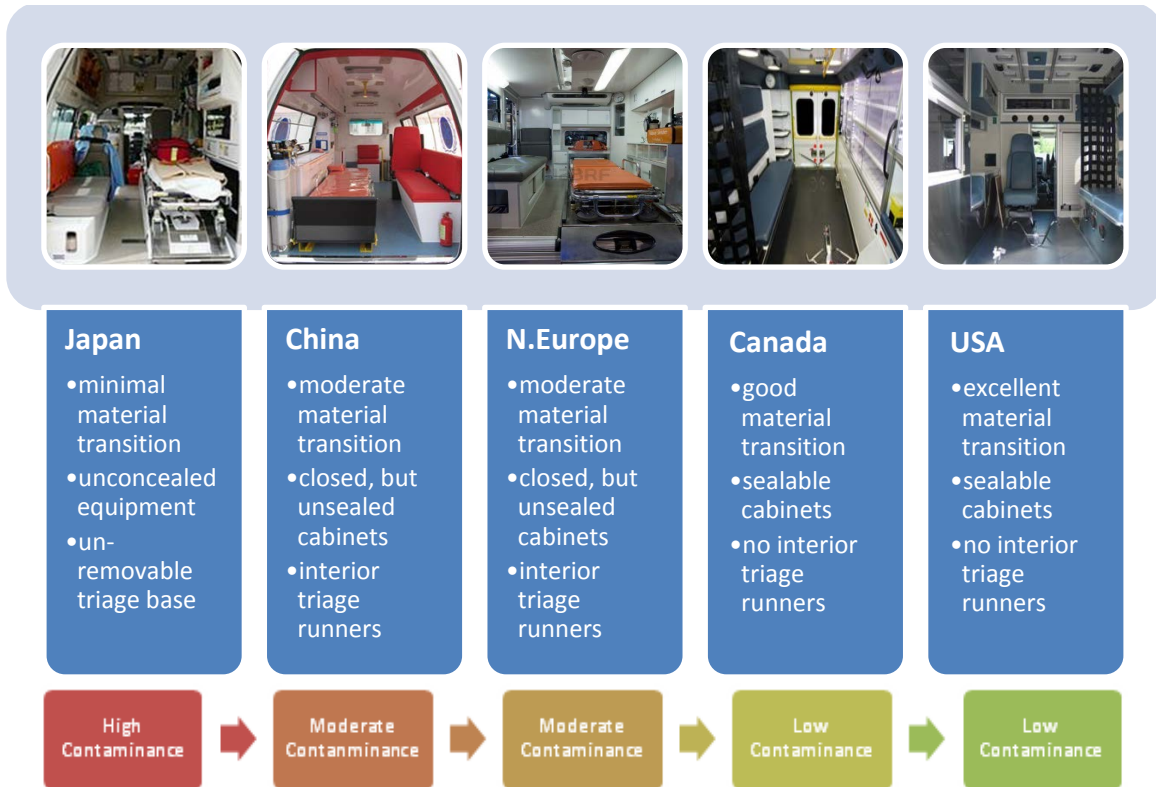 BRF
Japan
•minimal
material
transition
•unconcealed
equipment
•un-
removable
triage base
China
•moderate
material
transition
•closed, but
unsealed
cabinets
•interior
triage
runners
N.Europe
•moderate
material
transition
•closed, but
unsealed
cabinets
•interior
triage
runners
Canada
•good
material
transition
•sealable
cabinets
•no interior
triage
runners
USA
•excellent
material
transition
•sealable
cabinets
•no interior
triage
runners
High
Contaminance
Moderate
Contanminance
Moderate
Contaminance
Low
Contaminance
Low
Contaminance